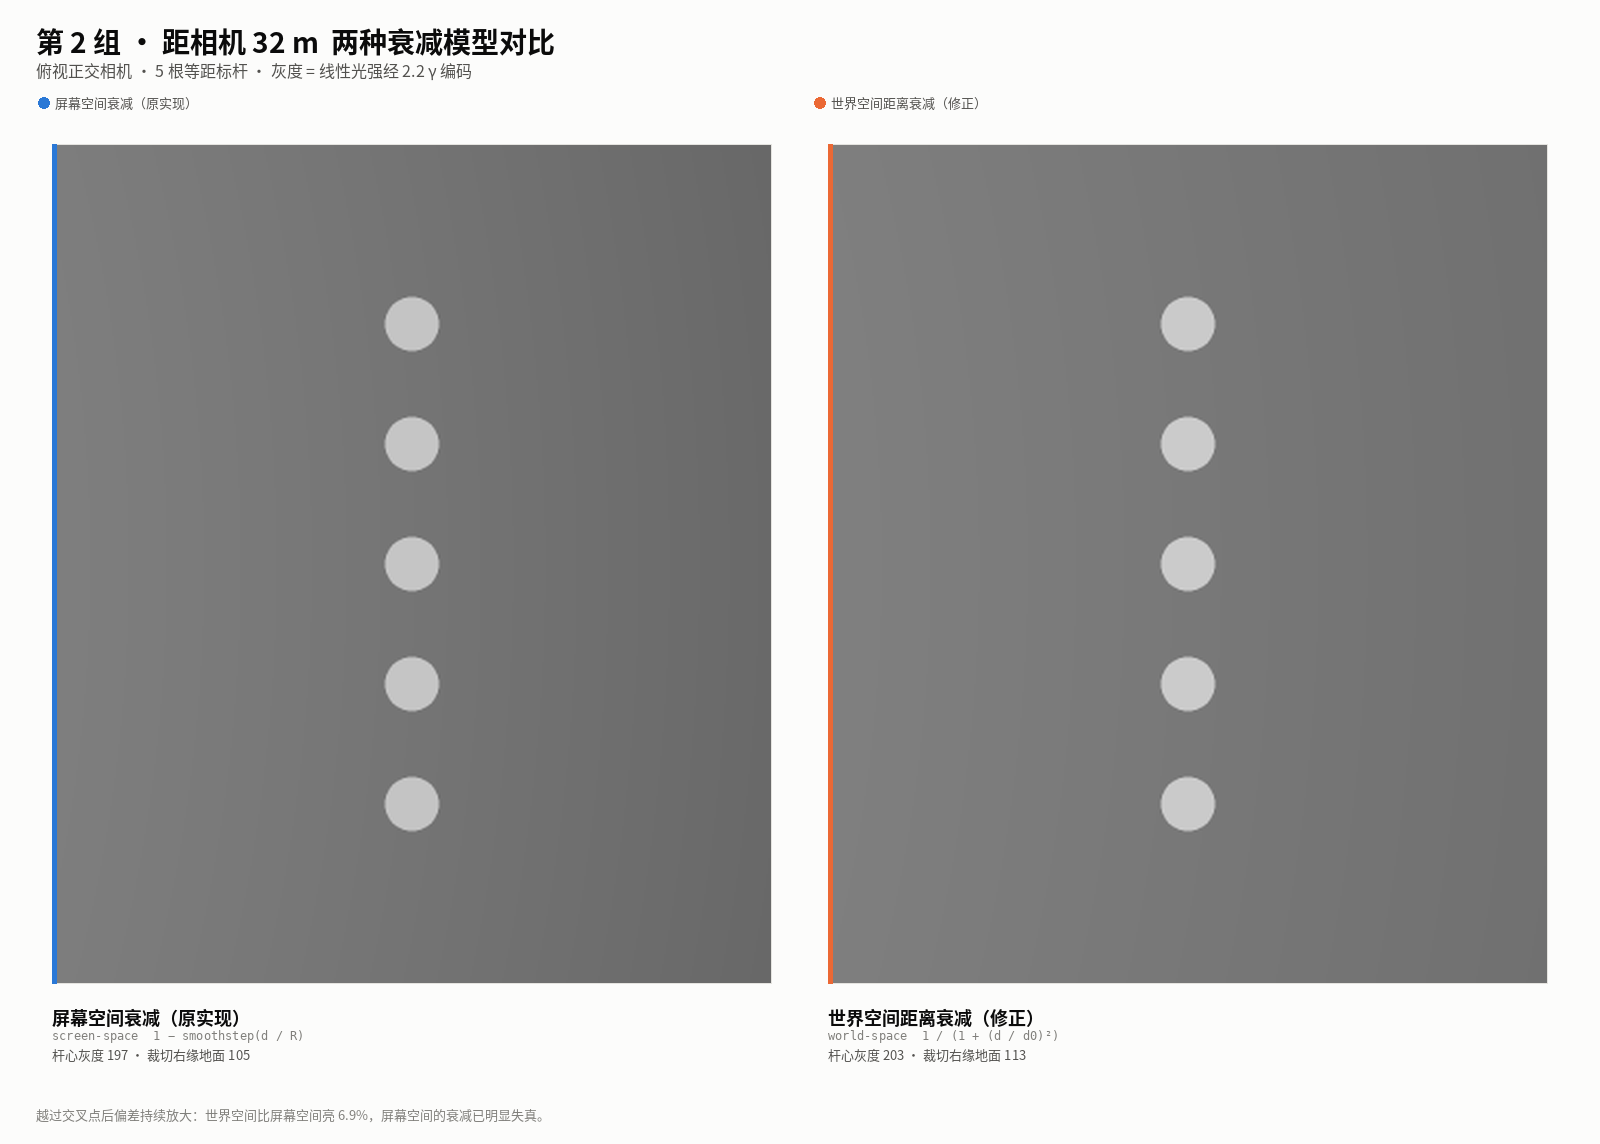 第 2 组 · 距相机 32 m 两种衰减模型对比
俯视正交相机 · 5 根等距标杆 · 灰度 = 线性光强经 2.2 γ 编码
屏幕空间衰减（原实现）
世界空间距离衰减（修正）
屏幕空间衰减（原实现）
screen-space 1 − smoothstep(d / R)
杆心灰度 197 · 裁切右缘地面 105
世界空间距离衰减（修正）
world-space 1 / (1 + (d / d0)²)
杆心灰度 203 · 裁切右缘地面 113
越过交叉点后偏差持续放大：世界空间比屏幕空间亮 6.9%，屏幕空间的衰减已明显失真。